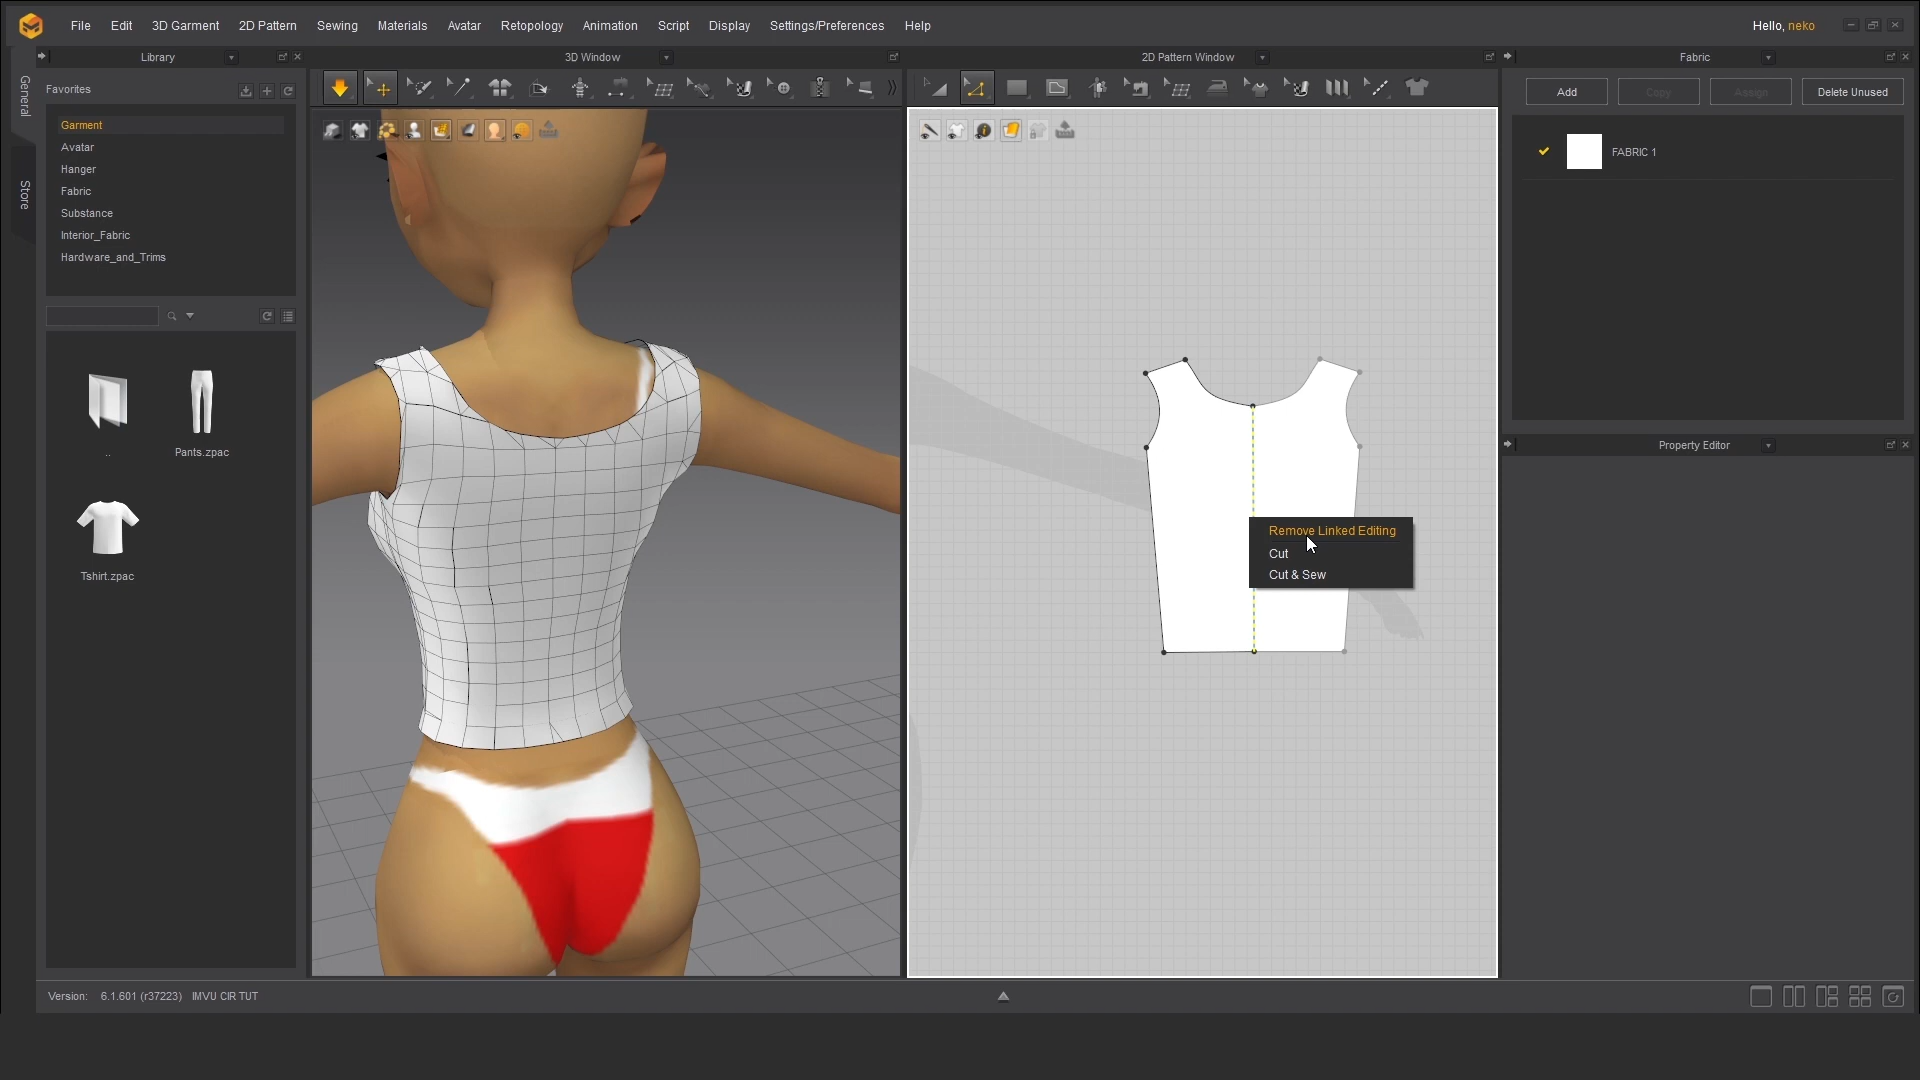 File Edit 3D Garment 2D Pattern Sewing Materials Avatar Retopology Animation Script Display Settings/Preferences Help
Hello, neko
Library
3D Window
2D Pattern Window
Fabric
General
Store
Favorites
Garment
Avatar
Hanger
Fabric
Substance
Interior_Fabric
Hardware_and_Trims
..
Pants.zpac
Tshirt.zpac
Remove Linked Editing
Cut
Cut & Sew
Add Copy Assign Delete Unused
FABRIC 1
Property Editor
Version: 6.1.601 (r37223) IMVU CIR TUT